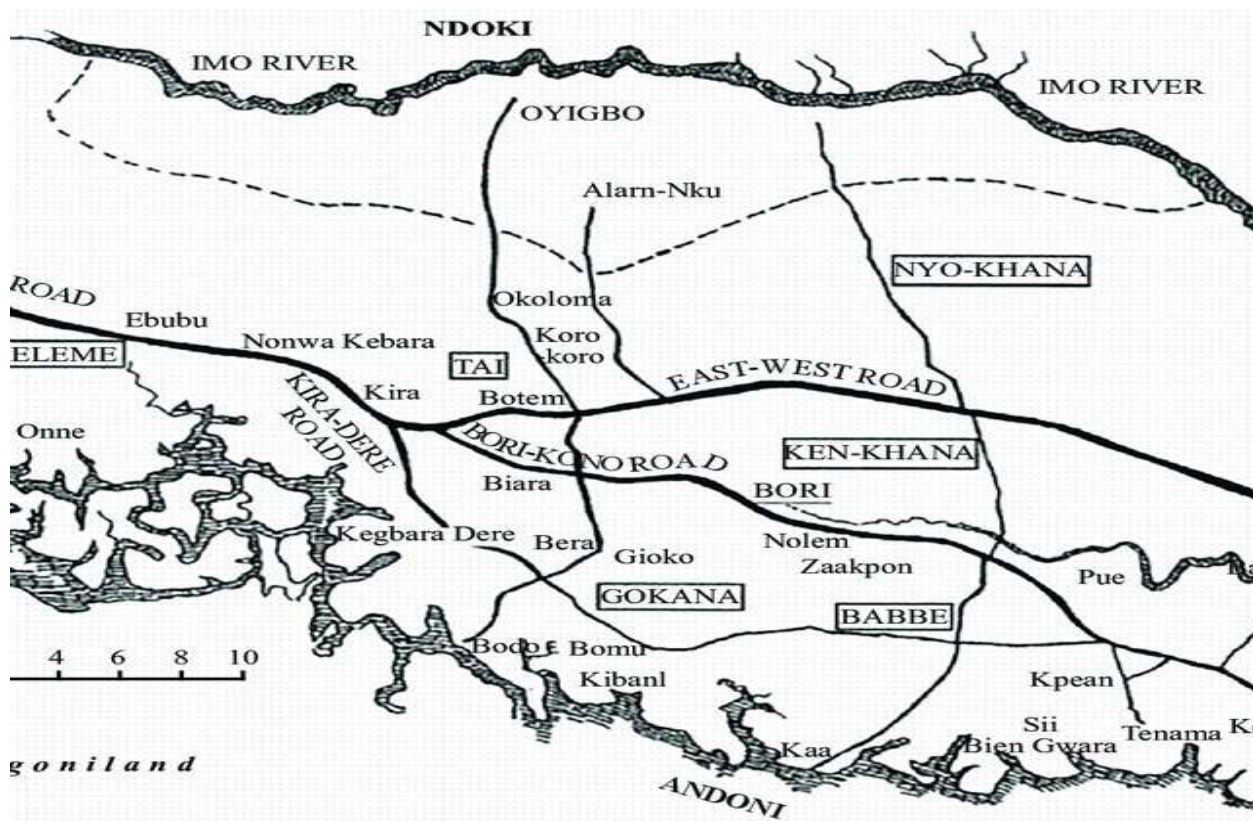 NDOKI
IMO RIVER
IMO RIVER
OYIGBO
Alarn-Nku
NYO-KHANA
ROAD
Okoloma
Ebubu
Koro
-koro
Nonwa Kebara
ELEME
TAI
EAST-WEST ROAD
KIRA-DERE
ROAD
Kira
Botem
Onne
BORI-KONO ROAD
KEN-KHANA
Biara
BORI
Kegbara Dere
Bera
Gioko
Nolem
Zaakpon
Pue
GOKANA
BABBE
4 6 8 10
Bodo
Bomu
Kibanl
Kpean
Sii
Bien Gwara
Tenama
Kaa
goniland
ANDONI